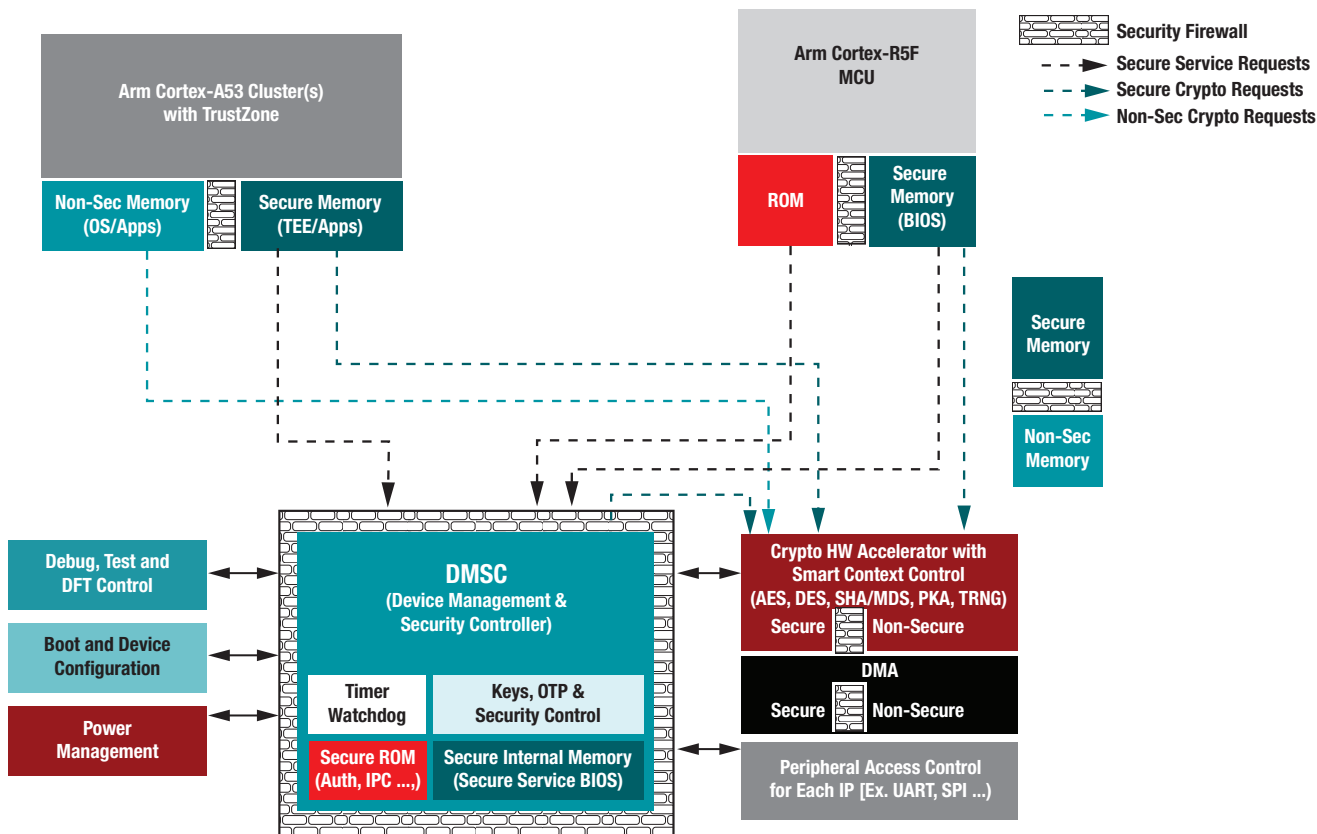 Arm Cortex-A53 Cluster(s)
with TrustZone
Non-Sec Memory
(OS/Apps)
Secure Memory
(TEE/Apps)
Arm Cortex-R5F
MCU
ROM
Secure
Memory
(BIOS)
Security Firewall
Secure Service Requests
Secure Crypto Requests
Non-Sec Crypto Requests
Secure
Memory
Non-Sec
Memory
Debug, Test and
DFT Control
Boot and Device
Configuration
Power
Management
DMSC
(Device Management &
Security Controller)
Timer
Watchdog
Keys, OTP &
Security Control
Secure ROM
(Auth, IPC ...,)
Secure Internal Memory
(Secure Service BIOS)
Crypto HW Accelerator with
Smart Context Control
(AES, DES, SHA/MDS, PKA, TRNG)
Secure Non-Secure
DMA
Secure Non-Secure
Peripheral Access Control
for Each IP [Ex. UART, SPI ...)